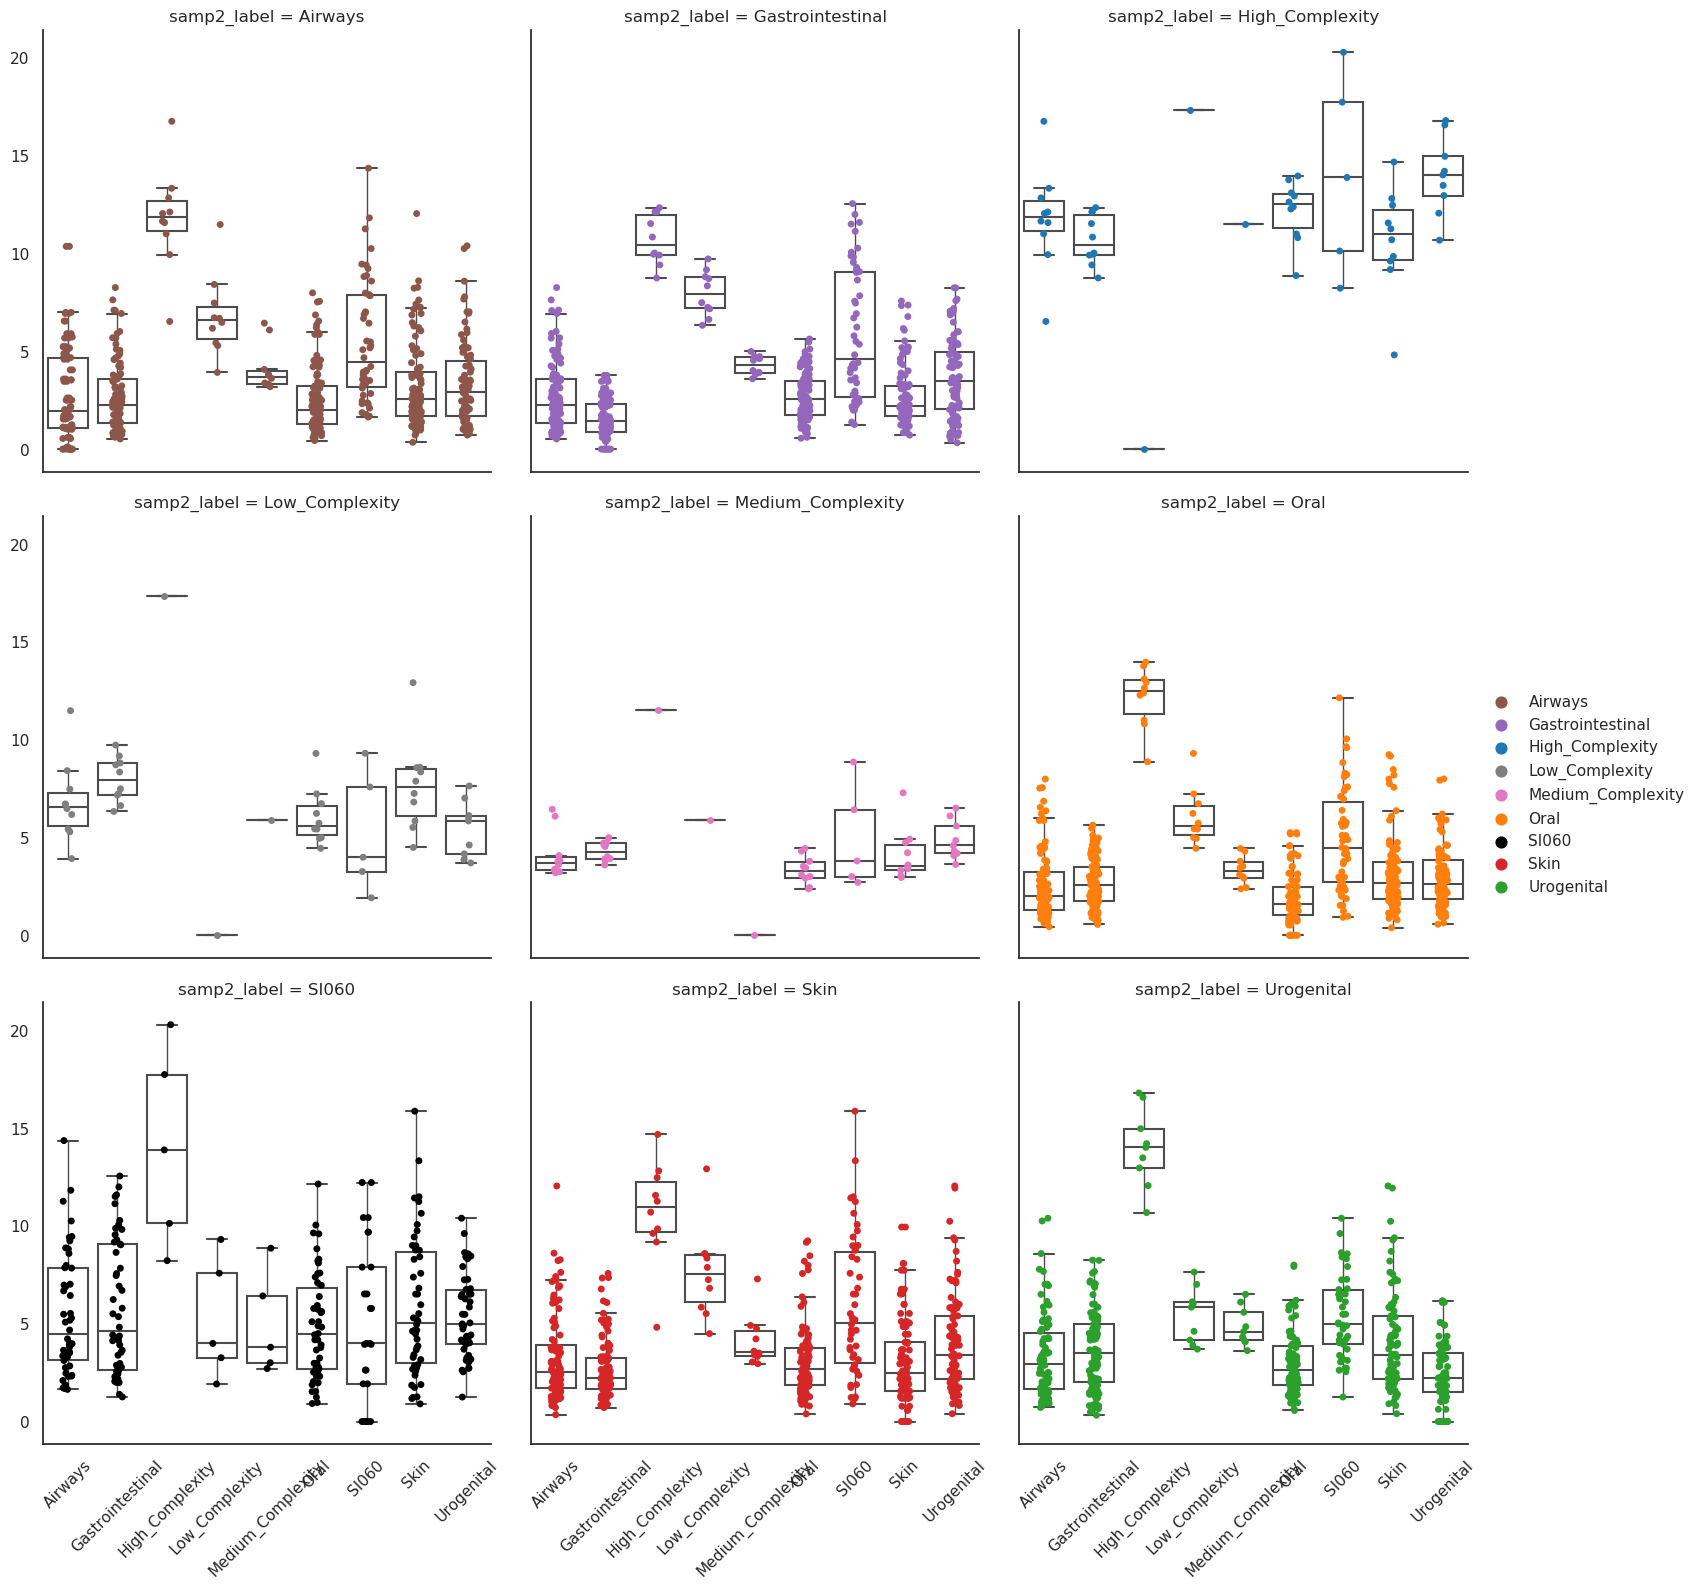 samp2_label = Airways
samp2_label = Gastrointestinal
samp2_label = High_Complexity
20
15
10
5
0
samp2_label = Low_Complexity
samp2_label = Medium_Complexity
samp2_label = Oral
20
15
10
5
0
Airways
Gastrointestinal
High_Complexity
Low_Complexity
Medium_Complexity
Oral
SI060
Skin
Urogenital
samp2_label = SI060
samp2_label = Skin
samp2_label = Urogenital
20
15
10
5
0
Airways
Gastrointestinal
High_Complexity
Low_Complexity
Medium_Complexity
Oral
SI060
Skin
Urogenital
Airways
Gastrointestinal
High_Complexity
Low_Complexity
Medium_Complexity
Oral
SI060
Skin
Urogenital
Airways
Gastrointestinal
High_Complexity
Low_Complexity
Medium_Complexity
Oral
SI060
Skin
Urogenital